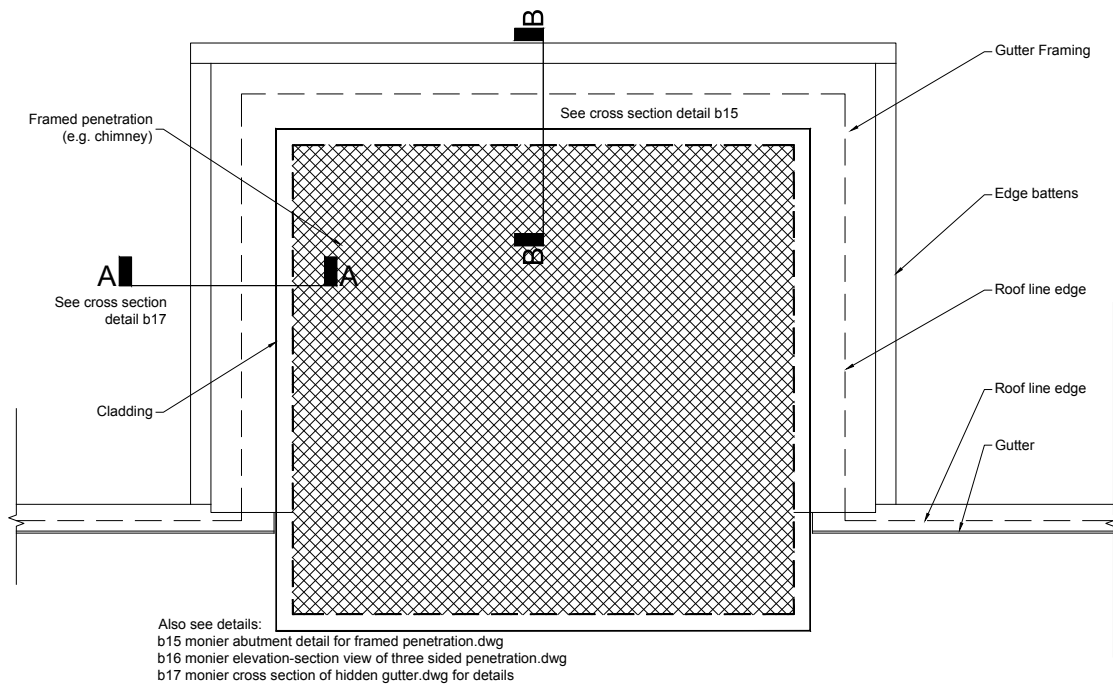 B
Gutter Framing
See cross section detail b15
Framed penetration
(e.g. chimney)
Edge battens
B
A
A
See cross section
detail b17
Roof line edge
Roof line edge
Cladding
Gutter
Also see details:
b15 monier abutment detail for framed penetration.dwg
b16 monier elevation-section view of three sided penetration.dwg
b17 monier cross section of hidden gutter.dwg for details